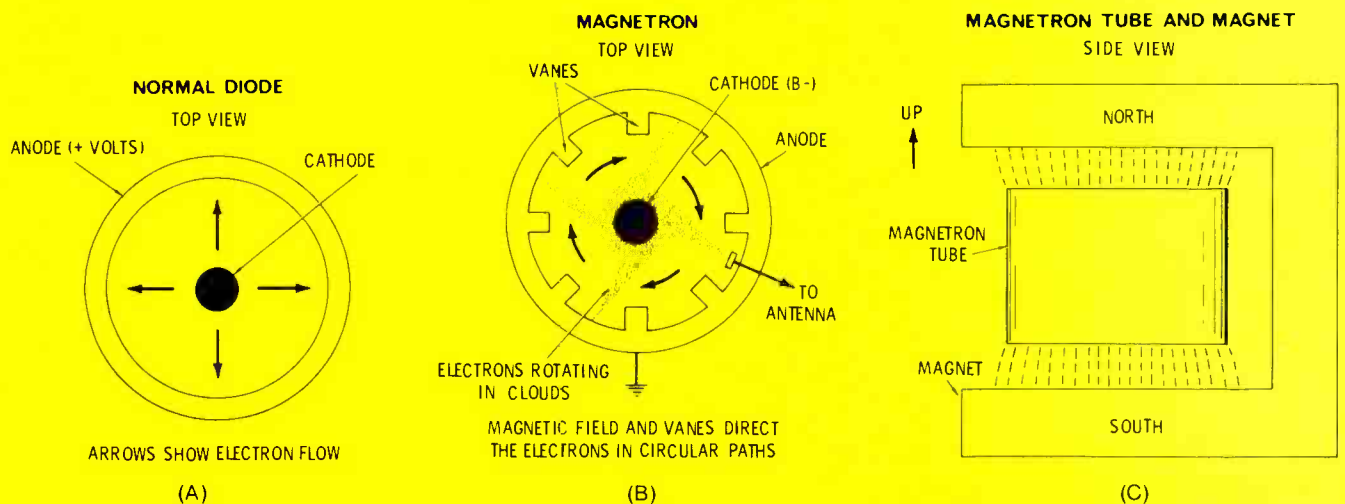 NORMAL DIODE
TOP VIEW
ANODE (+ VOLTS)
CATHODE
ARROWS SHOW ELECTRON FLOW
(A)
MAGNETRON
TOP VIEW
VANES
CATHODE (B-)
ANODE
TO
ANTENNA
ELECTRONS ROTATING
IN CLOUDS
MAGNETIC FIELD AND VANES DIRECT
THE ELECTRONS IN CIRCULAR PATHS
(B)
MAGNETRON TUBE AND MAGNET
SIDE VIEW
UP
NORTH
MAGNETRON
TUBE
MAGNET
SOUTH
(C)